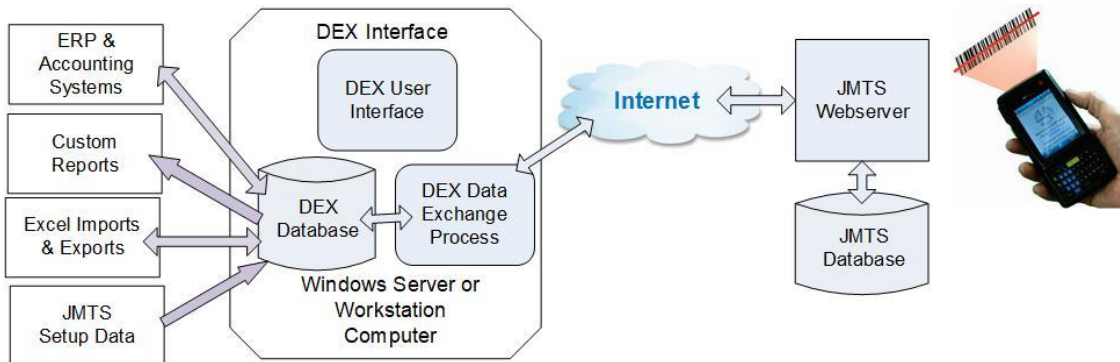 ERP &
Accounting
Systems
Custom
Reports
Excel Imports
& Exports
JMTS
Setup Data
DEX Interface
DEX User
Interface
DEX
Database
DEX Data
Exchange
Process
Windows Server or
Workstation
Computer
Internet
JMTS
Webserver
JMTS
Database